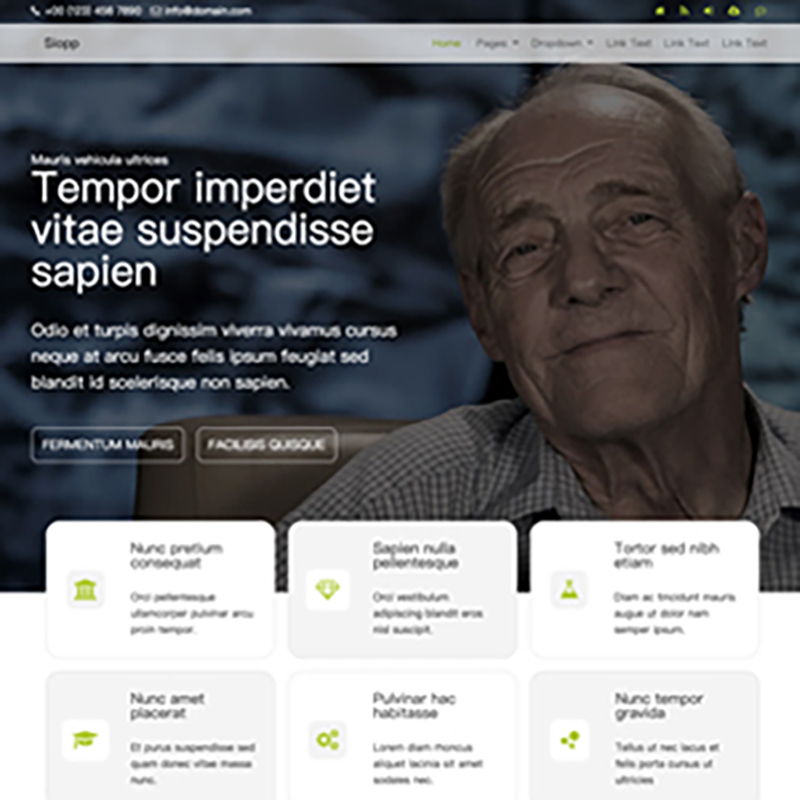 +00 (123) 456 7890 info@domain.com
Siopp Home Pages Dropdown Link Text Link Text Link Text
Mauris vehicula ultrices
Tempor imperdiet
vitae suspendisse
sapien
Odio et turpis dignissim viverra vivamus cursus
neque at arcu fusce felis ipsum feugiat sed
blandit id scelerisque non sapien.
FERMENTUM MAURIS FACILISIS QUISQUE
Nunc pretium
consequat
Orci pellentesque
ullamcorper pulvinar arcu
proin tempor.
Sapien nulla
pellentesque
Orci vestibulum
adipiscing blandit eros
nisl suscipit.
Tortor sed nibh
etiam
Diam ac tincidunt mauris
augue ut dolor nam
semper ipsum.
Nunc amet
placerat
Et purus suspendisse sed
quam donec vitae massa
nunc.
Pulvinar hac
habitasse
Lorem diam rhoncus
aliquet lacinia sit amet
sodales nec.
Nunc tempor
gravida
Tellus ut nec lacus et
felis porta cursus ut
ultricies